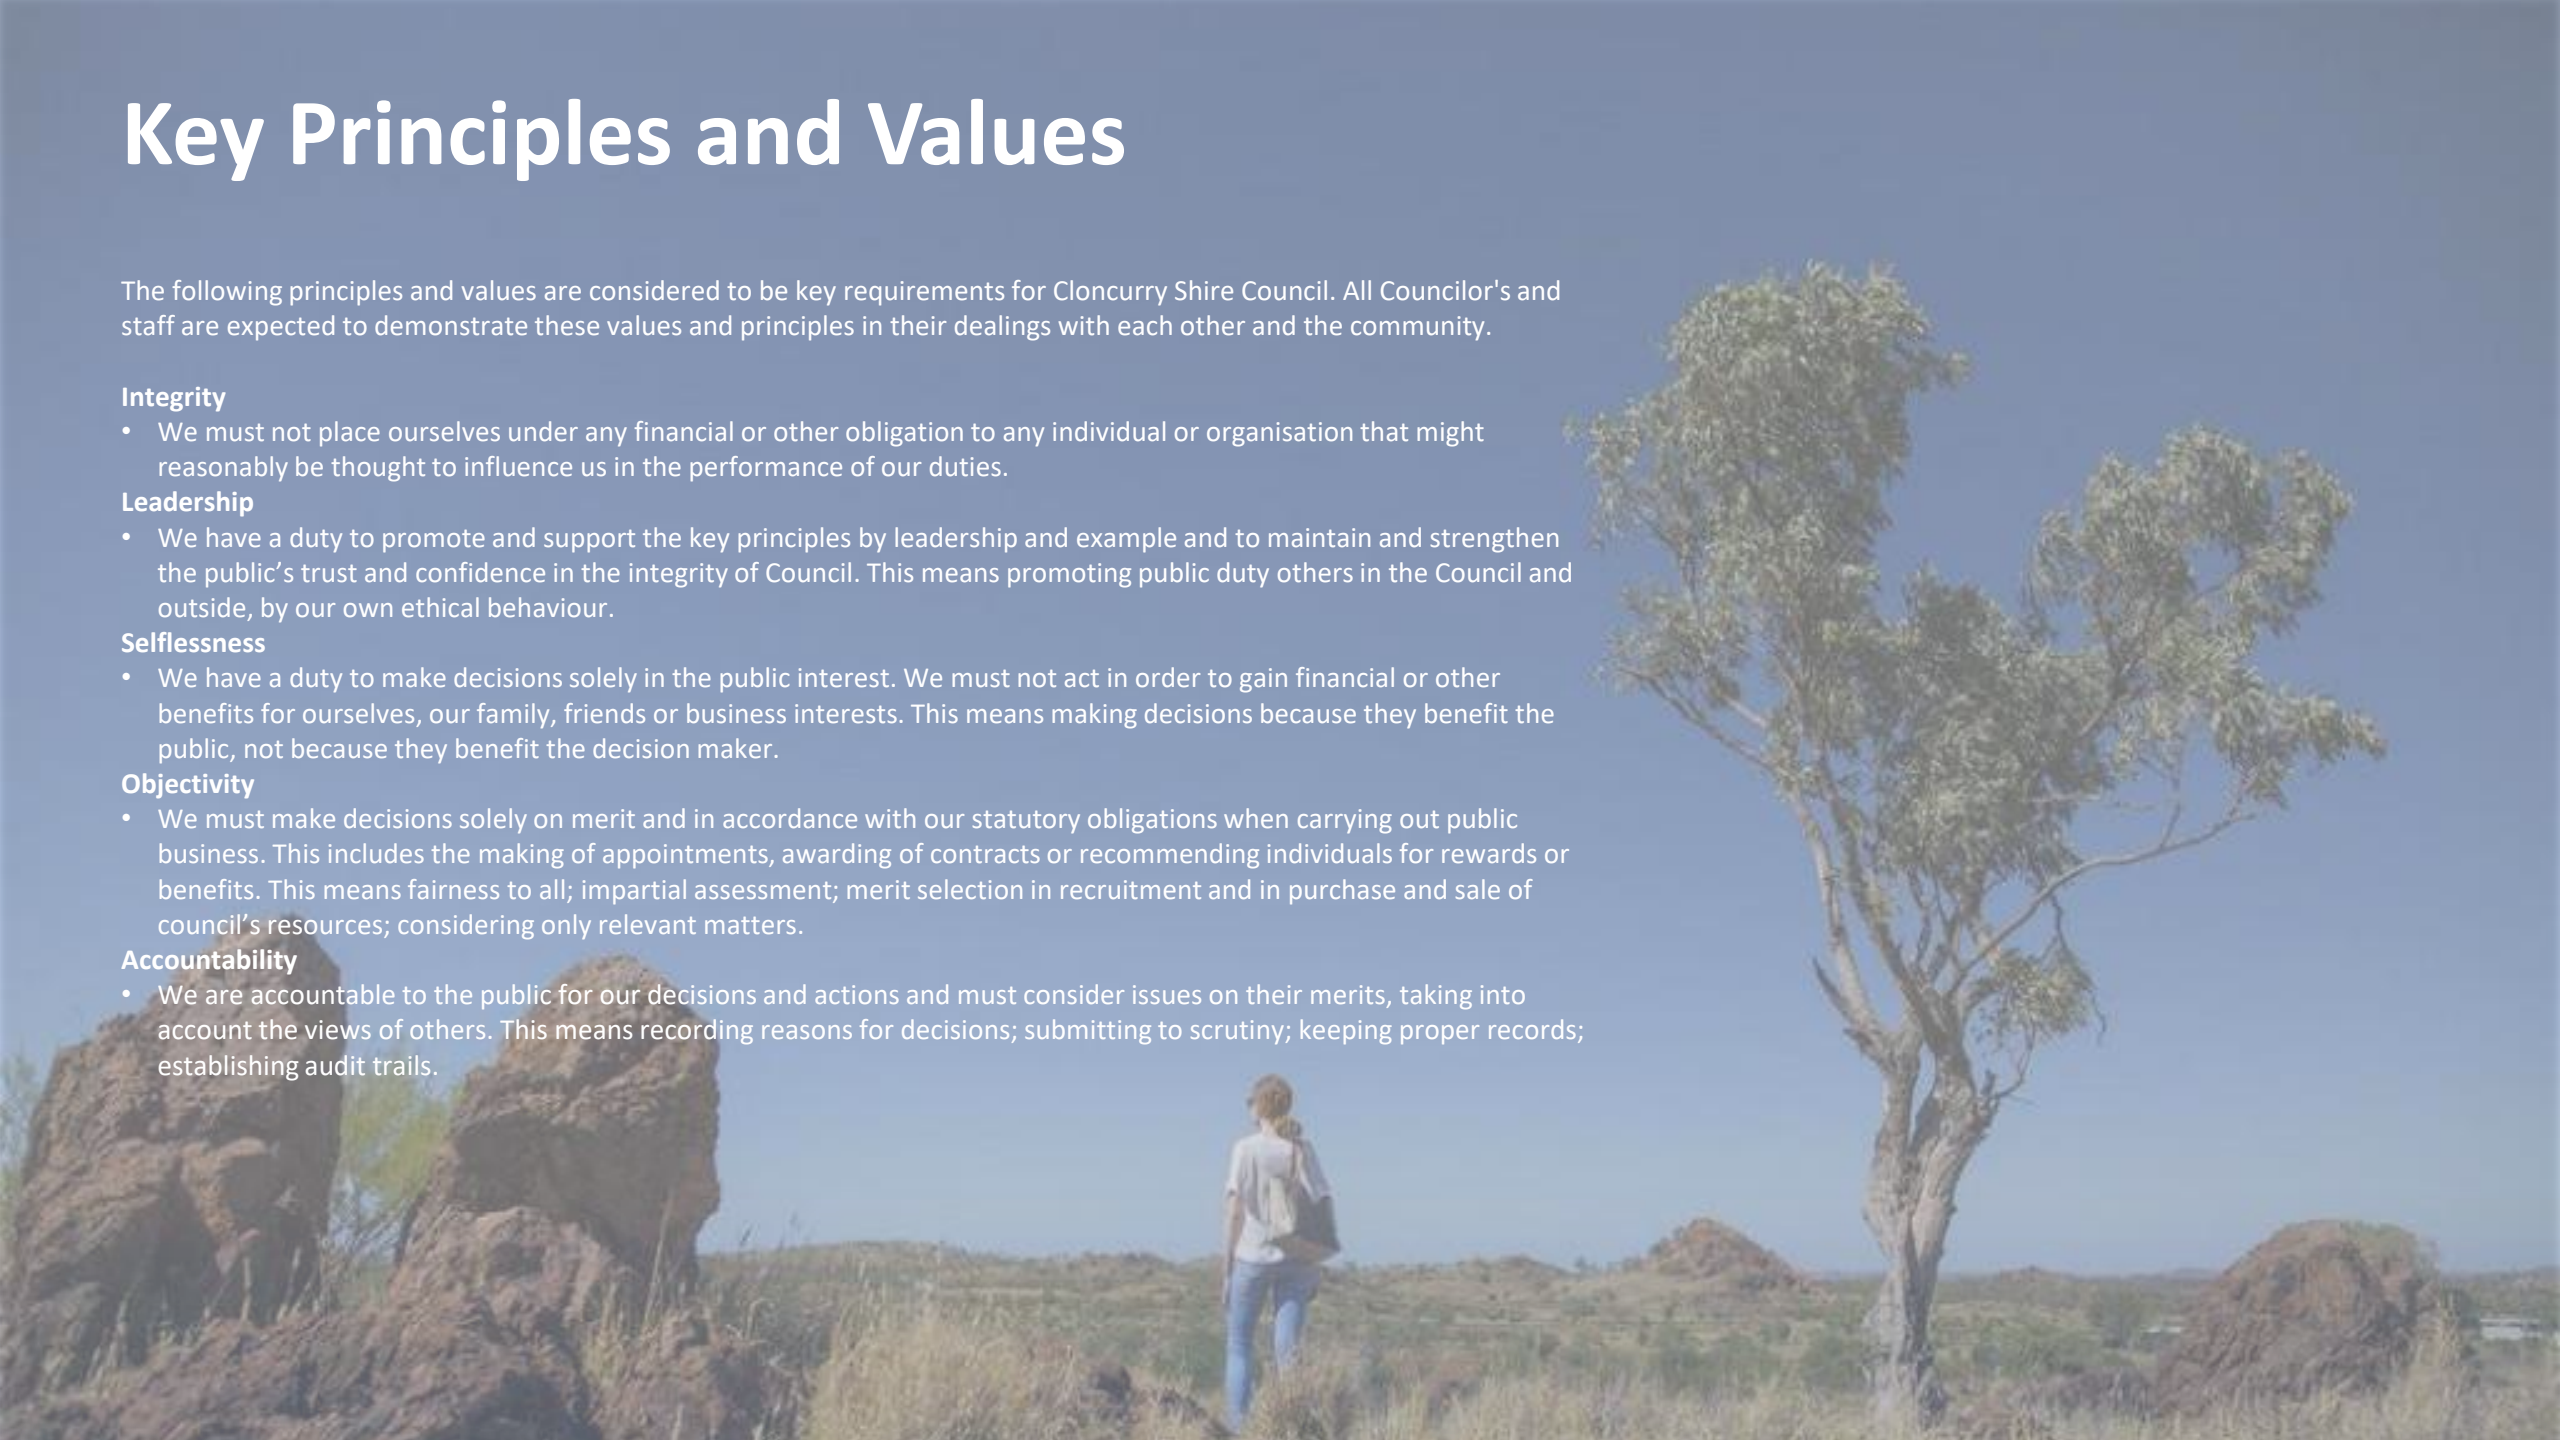 Key Principles and Values
The following principles and values are considered to be key requirements for Cloncurry Shire Council. All Councilor's and
staff are expected to demonstrate these values and principles in their dealings with each other and the community.
Integrity
• We must not place ourselves under any financial or other obligation to any individual or organisation that might
reasonably be thought to influence us in the performance of our duties.
Leadership
• We have a duty to promote and support the key principles by leadership and example and to maintain and strengthen
the public’s trust and confidence in the integrity of Council. This means promoting public duty others in the Council and
outside, by our own ethical behaviour.
Selflessness
• We have a duty to make decisions solely in the public interest. We must not act in order to gain financial or other
benefits for ourselves, our family, friends or business interests. This means making decisions because they benefit the
public, not because they benefit the decision maker.
Objectivity
• We must make decisions solely on merit and in accordance with our statutory obligations when carrying out public
business. This includes the making of appointments, awarding of contracts or recommending individuals for rewards or
benefits. This means fairness to all; impartial assessment; merit selection in recruitment and in purchase and sale of
council’s resources; considering only relevant matters.
Accountability
• We are accountable to the public for our decisions and actions and must consider issues on their merits, taking into
account the views of others. This means recording reasons for decisions; submitting to scrutiny; keeping proper records;
establishing audit trails.